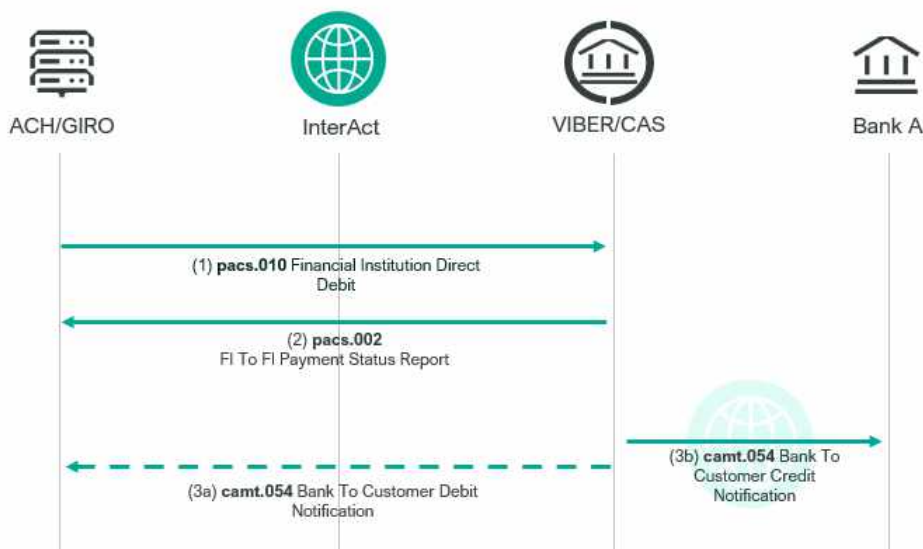 ACH/GIRO
InterAct
VIBER/CAS
Bank A
(1) pacs.010 Financial Institution Direct
Debit
(2) pacs.002
FI To FI Payment Status Report
(3b) camt.054 Bank To
Customer Credit
Notification
(3a) camt.054 Bank To Customer Debit
Notification